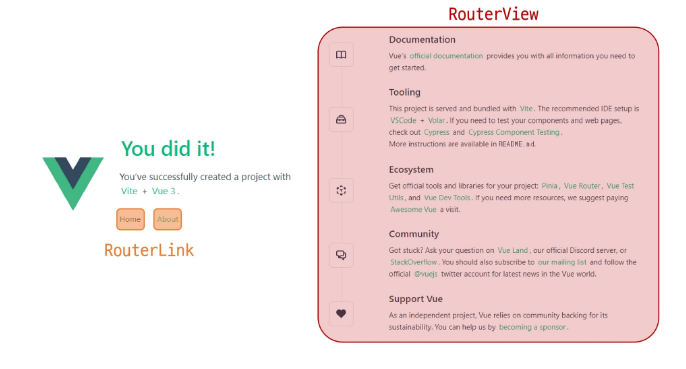 RouterView
You did it!
You've successfully created a project with
Vite + Vue 3.
Home About
RouterLink
Documentation
Vue's official documentation provides you with all information you need to
get started.
Tooling
This project is served and bundled with Vite. The recommended IDE setup is
VSCode + Volar. If you need to test your components and web pages,
check out Cypress and Cypress Component Testing.
More instructions are available in README.md.
Ecosystem
Get official tools and libraries for your project: Pinia, Vue Router, Vue Test
Utils, and Vue Dev Tools. If you need more resources, we suggest paying
Awesome Vue a visit.
Community
Got stuck? Ask your question on Vue Land, our official Discord server, or
StackOverflow. You should also subscribe to our mailing list and follow the
official @vuejs twitter account for latest news in the Vue world.
Support Vue
As an independent project, Vue relies on community backing for its
sustainability. You can help us by becoming a sponsor.